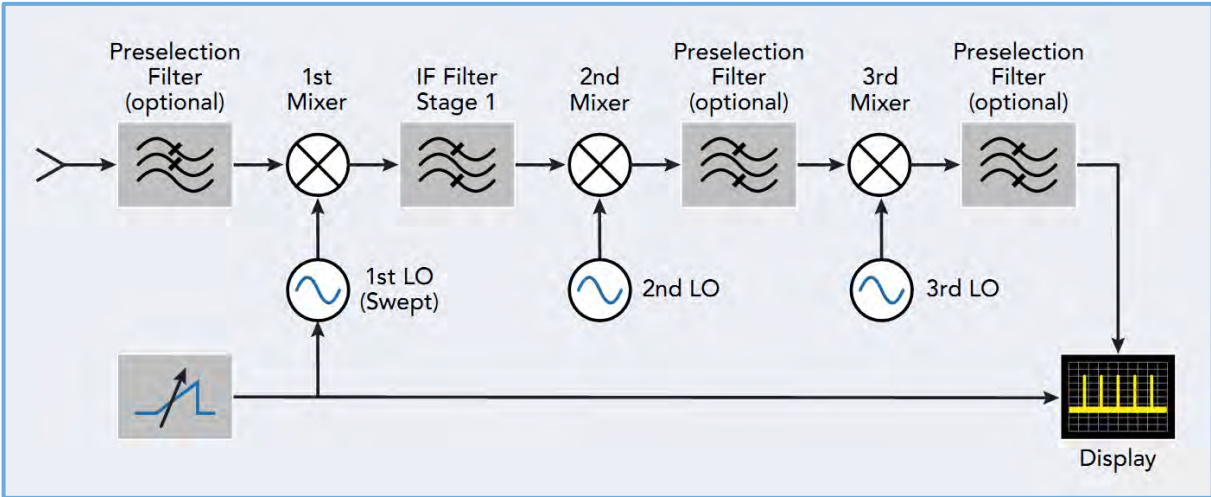 Preselection
Filter
(optional)
1st
Mixer
IF Filter
Stage 1
2nd
Mixer
Preselection
Filter
(optional)
3rd
Mixer
Preselection
Filter
(optional)
1st LO
(Swept)
2nd LO
3rd LO
Display